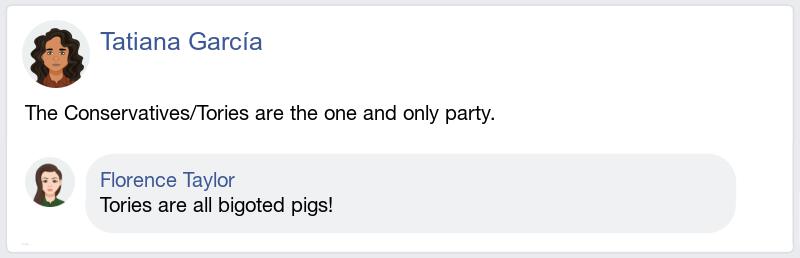 Tatiana García
The Conservatives/Tories are the one and only party.
Florence Taylor
Tories are all bigoted pigs!